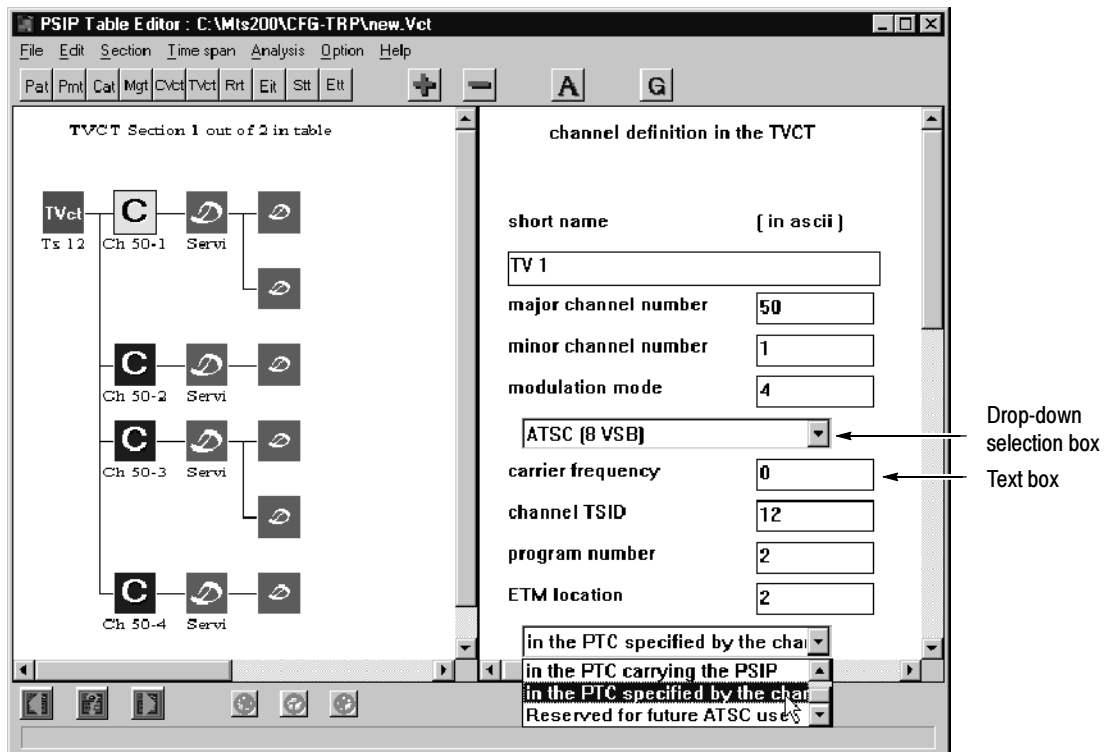 PSIP Table Editor : C:\Mts200\CFG-TRP\new.Vct
File Edit Section Time span Analysis Option Help
Pat Pmt Cat Mgt CVct TVct Rrt Eit Stt Ett A G
TVCT Section 1 out of 2 in table
TVct C D D
Ts 12 Ch 50-1 Servi
D
C D D
Ch 50-2 Servi
C D D
Ch 50-3 Servi
D
C D D
Ch 50-4 Servi
channel definition in the TVCT
short name ( in ascii )
TV 1
major channel number 50
minor channel number 1
modulation mode 4
ATSC (8 VSB)
carrier frequency 0
channel TSID 12
program number 2
ETM location 2
in the PTC specified by the cha
in the PTC carrying the PSIP
in the PTC specified by the chan
Reserved for future ATSC use
Drop-down
selection box
Text box